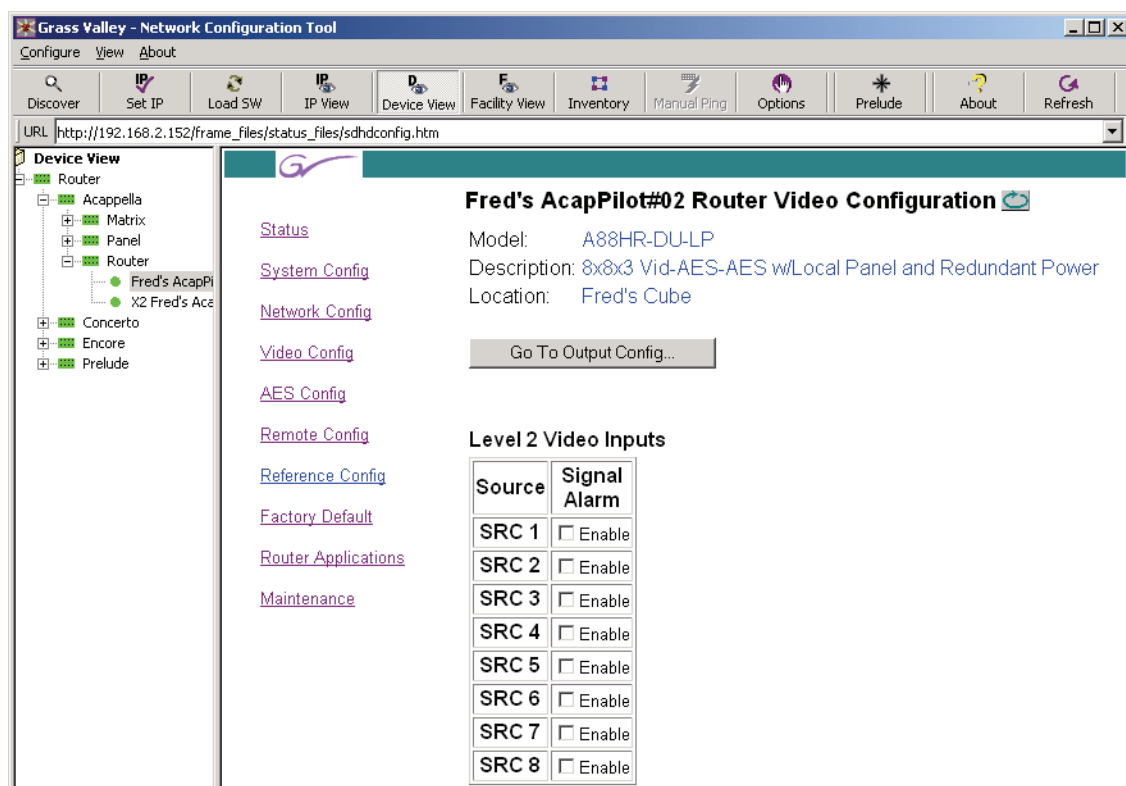 Grass Valley - Network Configuration Tool
Configure View About
Discover Set IP Load SW IP View Device View Facility View Inventory Manual Ping Options Prelude About Refresh
URL http://192.168.2.152/frame_files/status_files/sdhdconfig.htm
Device View
Router
Acappella
Matrix
Panel
Router
Fred's AcapPi
X2 Fred's Aca
Concerto
Encore
Prelude
Status
System Config
Network Config
Video Config
AES Config
Remote Config
Reference Config
Factory Default
Router Applications
Maintenance
Fred's AcapPilot#02 Router Video Configuration
Model: A88HR-DU-LP
Description: 8x8x3 Vid-AES-AES w/Local Panel and Redundant Power
Location: Fred's Cube
Go To Output Config...
Level 2 Video Inputs
Source Signal Alarm
SRC 1 Enable
SRC 2 Enable
SRC 3 Enable
SRC 4 Enable
SRC 5 Enable
SRC 6 Enable
SRC 7 Enable
SRC 8 Enable